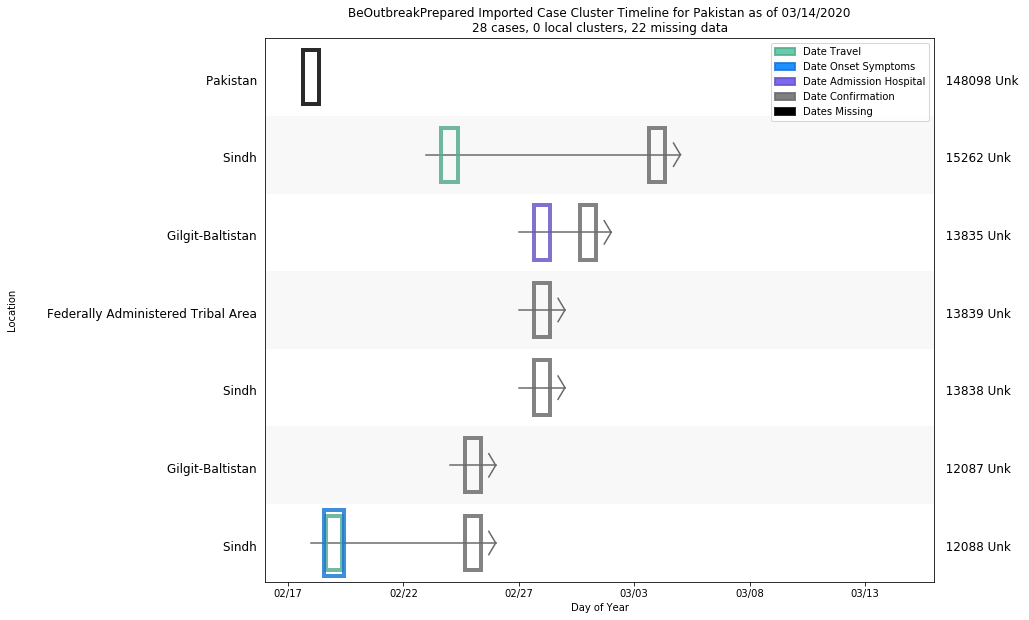 BeOutbreakPrepared Imported Case Cluster Timeline for Pakistan as of 03/14/2020
28 cases, 0 local clusters, 22 missing data
Date Travel
Date Onset Symptoms
Date Admission Hospital
Date Confirmation
Dates Missing
Pakistan 148098 Unk
Sindh 15262 Unk
Gilgit-Baltistan 13835 Unk
Federally Administered Tribal Area 13839 Unk
Sindh 13838 Unk
Gilgit-Baltistan 12087 Unk
Sindh 12088 Unk
Location
02/17 02/22 02/27 03/03 03/08 03/13
Day of Year